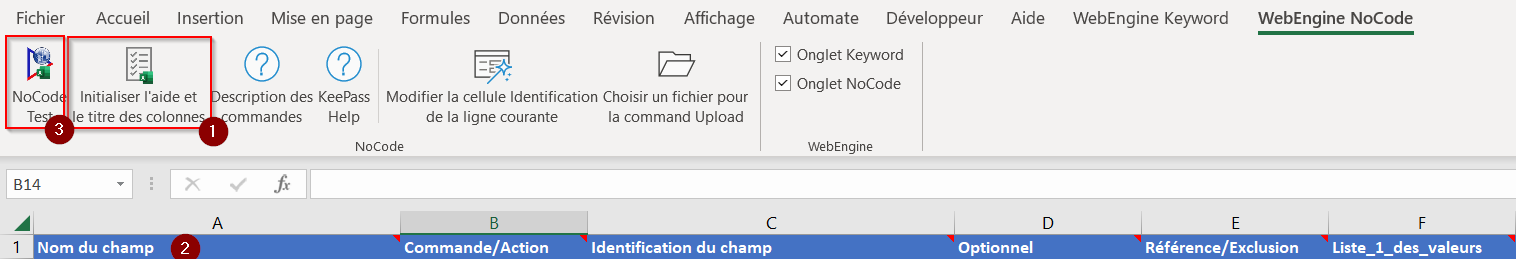 Fichier Accueil Insertion Mise en page Formules Données Révision Affichage Automate Développeur Aide WebEngine Keyword WebEngine NoCode
NoCode Test
3
Initialiser l'aide et le titre des colonnes
1
Description des commandes
KeePass Help
Modifier la cellule Identification de la ligne courante
Choisir un fichier pour la command Upload
Onglet Keyword
Onglet NoCode
NoCode WebEngine
B14 fx
A B C D E F
1 Nom du champ 2 Commande/Action Identification du champ Optionnel Référence/Exclusion Liste_1_des_valeurs